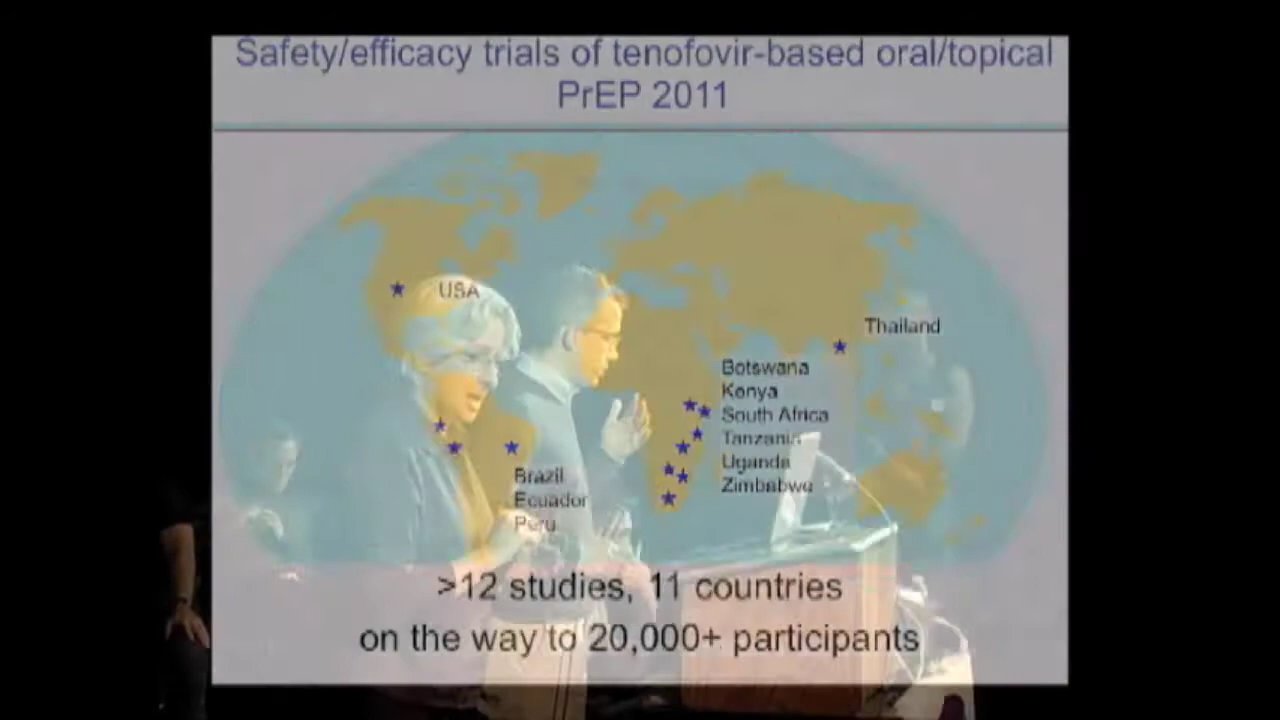 Safety/efficacy trials of tenofovir-based oral/topical
PrEP 2011
USA
Thailand
Botswana
Kenya
South Africa
Tanzania
Uganda
Zimbabwe
Brazil
Ecuador
Peru
>12 studies, 11 countries
on the way to 20,000+ participants